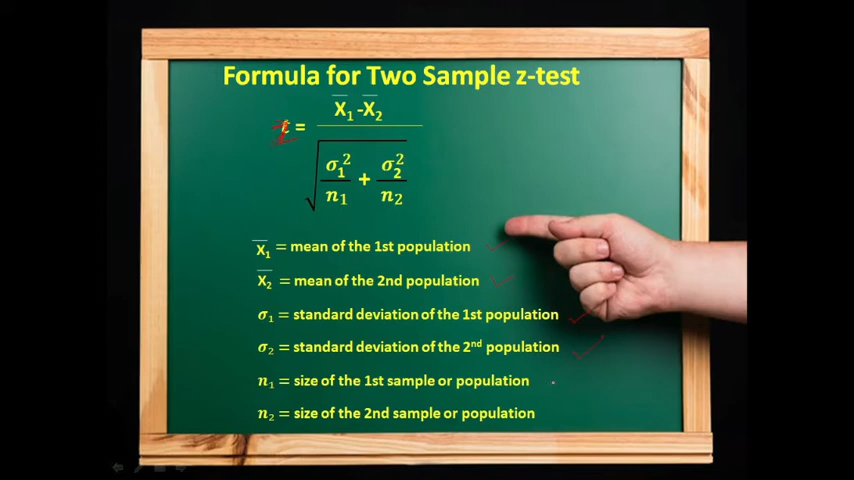 Formula for Two Sample z-test
z = (X̅₁ - X̅₂) / √(σ₁²/n₁ + σ₂²/n₂)
X̅₁ = mean of the 1st population
X̅₂ = mean of the 2nd population
σ₁ = standard deviation of the 1st population
σ₂ = standard deviation of the 2nd population
n₁ = size of the 1st sample or population
n₂ = size of the 2nd sample or population